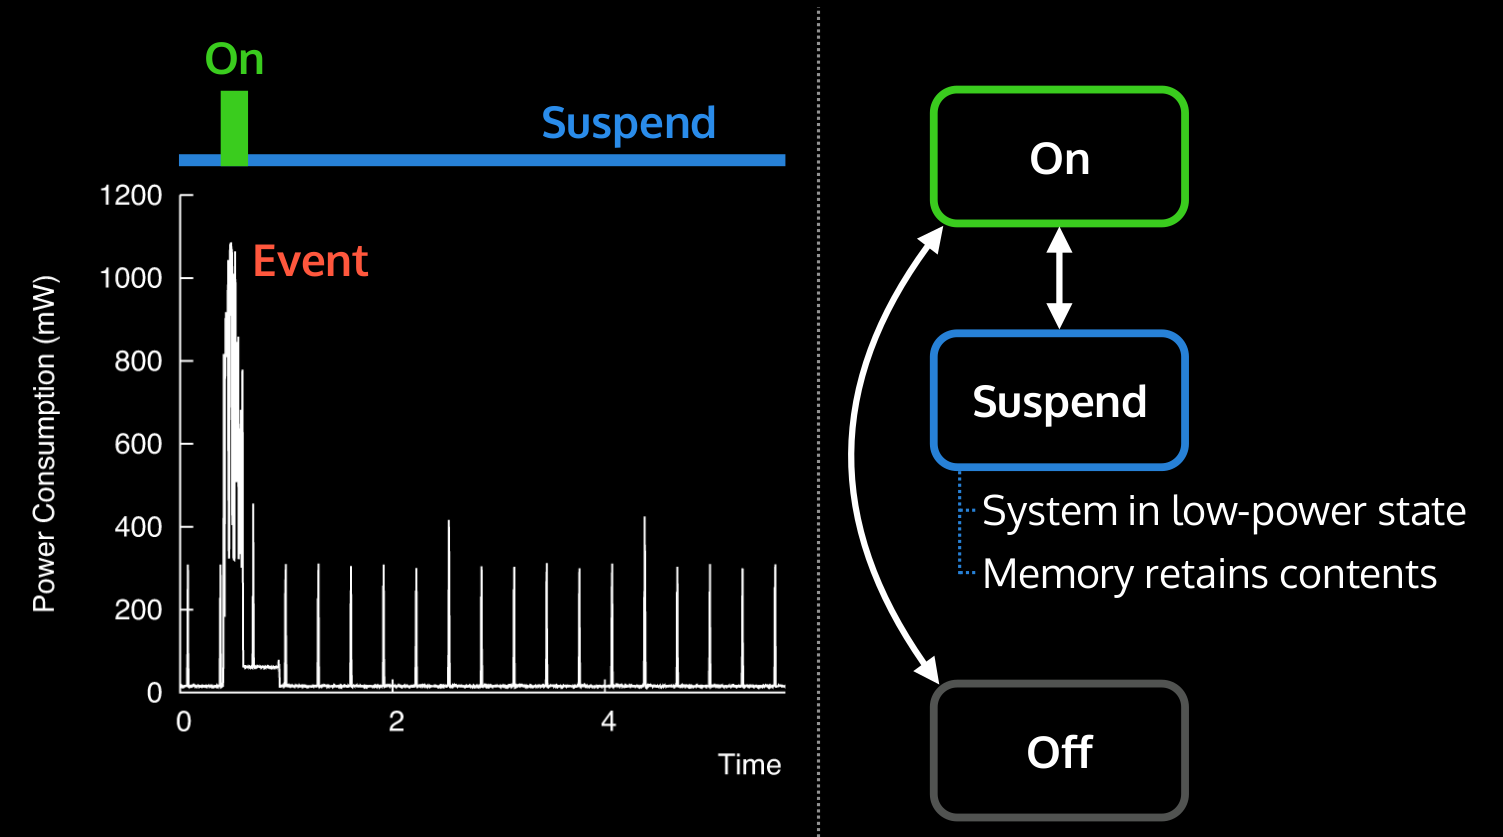 On
Suspend
1200
1000
800
600
400
200
0
Event
Power Consumption (mW)
0 2 4
Time
On
Suspend
System in low-power state
Memory retains contents
Off